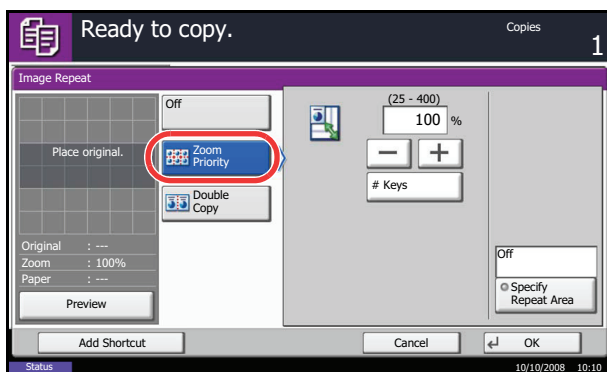 Ready to copy.
Copies
1
Image Repeat
Place original.
Original : ---
Zoom : 100%
Paper : ---
Preview
Off
Zoom
Priority
Double
Copy
(25 - 400)
100 %
# Keys
Off
Specify
Repeat Area
Add Shortcut
Cancel
OK
Status
10/10/2008 10:10